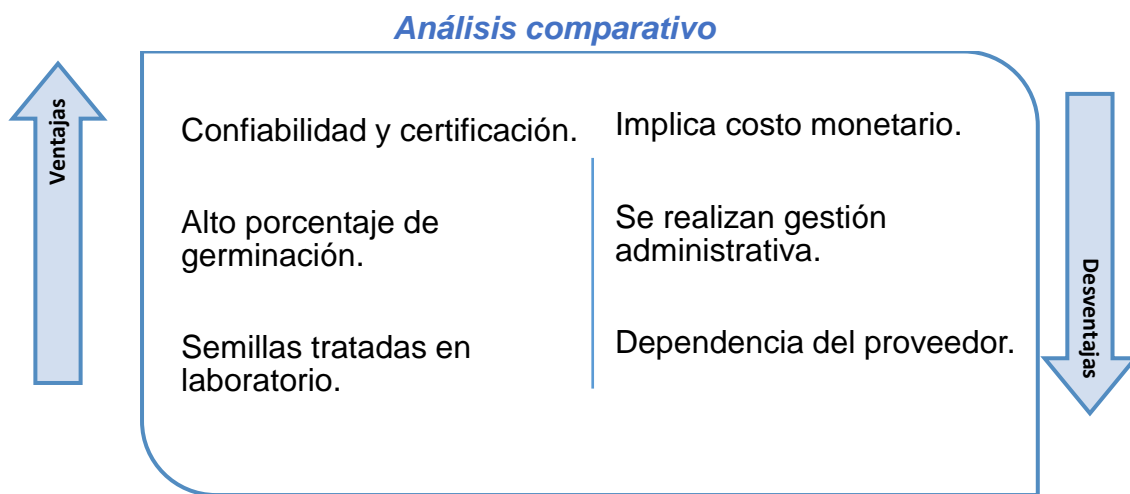 Análisis comparativo
Ventajas
Confiabilidad y certificación.
Alto porcentaje de
germinación.
Semillas tratadas en
laboratorio.
Implica costo monetario.
Se realizan gestión
administrativa.
Dependencia del proveedor.
Desventajas